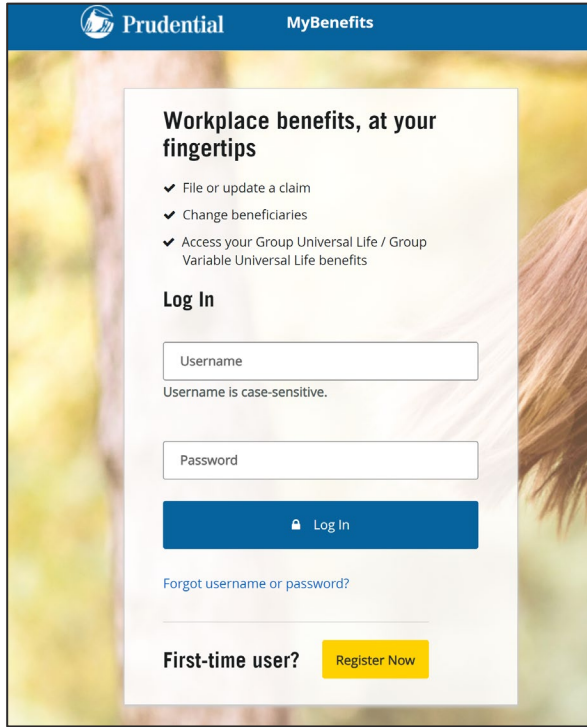 Prudential MyBenefits
Workplace benefits, at your
fingertips
File or update a claim
Change beneficiaries
Access your Group Universal Life / Group
Variable Universal Life benefits
Log In
Username
Username is case-sensitive.
Password
Log In
Forgot username or password?
First-time user? Register Now